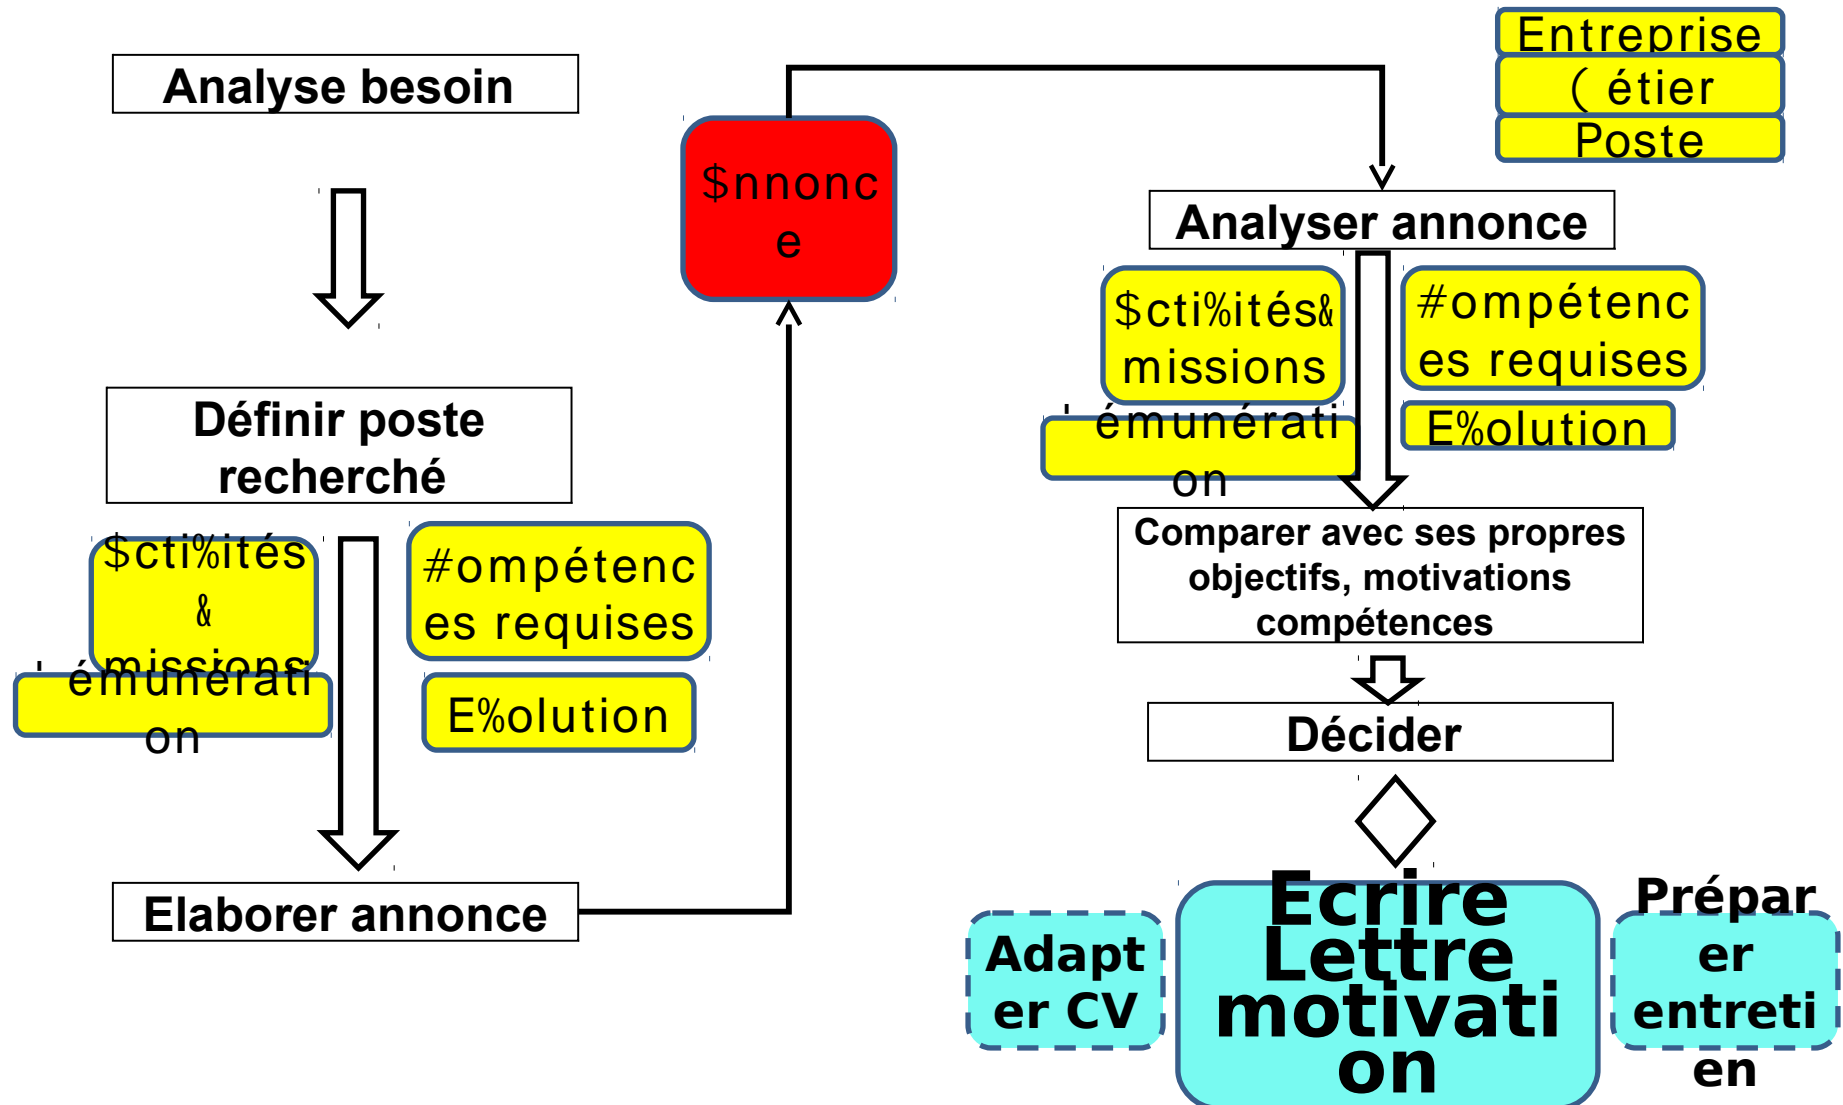 Analyse besoin
Définir poste
recherché
$cti%ités
&
missions
#ompétenc
es requises
' émunérati
on
E%olution
Elaborer annonce
$nnonc
e
Entreprise
( étier
Poste
Analyser annonce
$cti%ités&
missions
#ompétenc
es requises
' émunérati
on
E%olution
Comparer avec ses propres
objectifs, motivations
compétences
Décider
Adapt
er CV
Ecrire
Lettre
motivati
on
Prépar
er
entreti
en